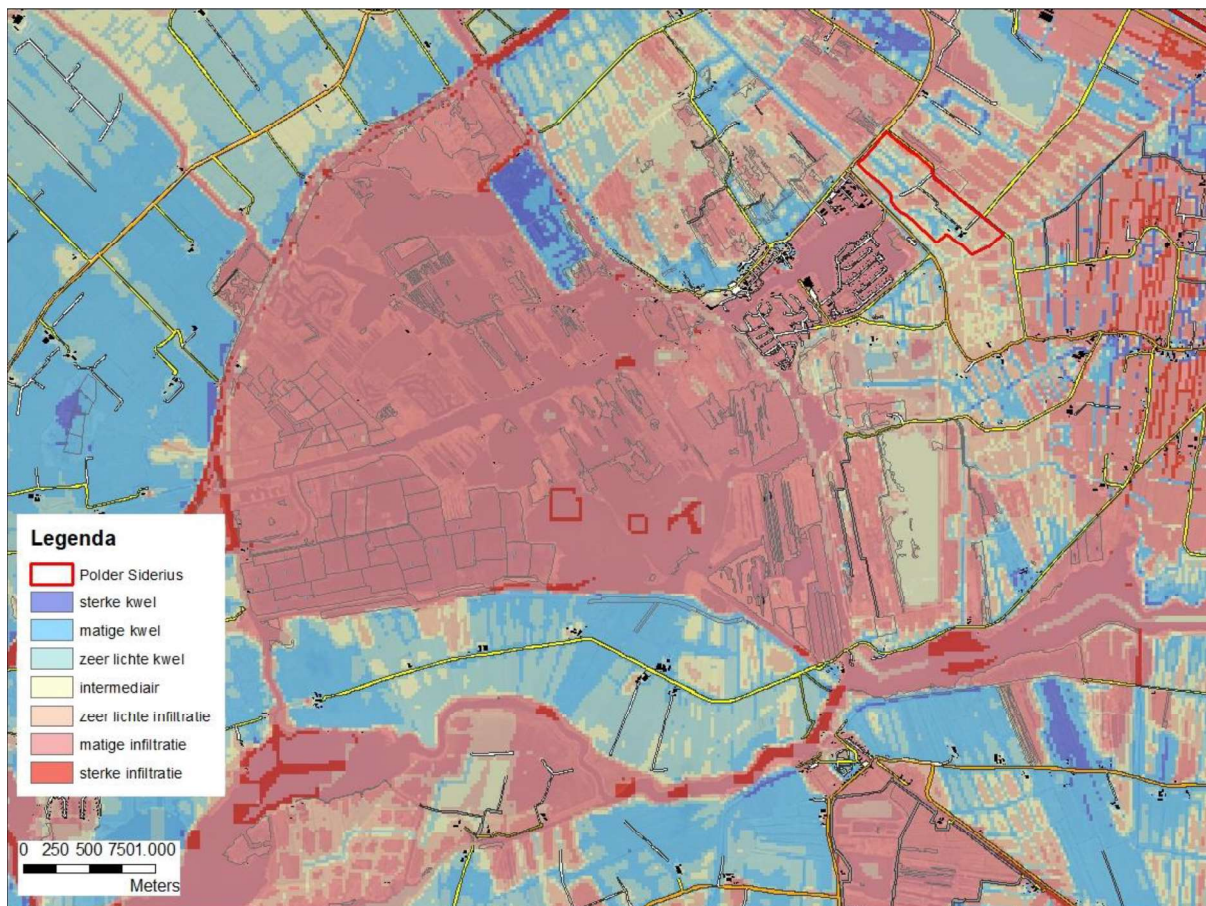 Legenda
Polder Siderius
sterke kwel
matige kwel
zeer lichte kwel
intermediair
zeer lichte infiltratie
matige infiltratie
sterke infiltratie
0 250 500 7501.000
Meters